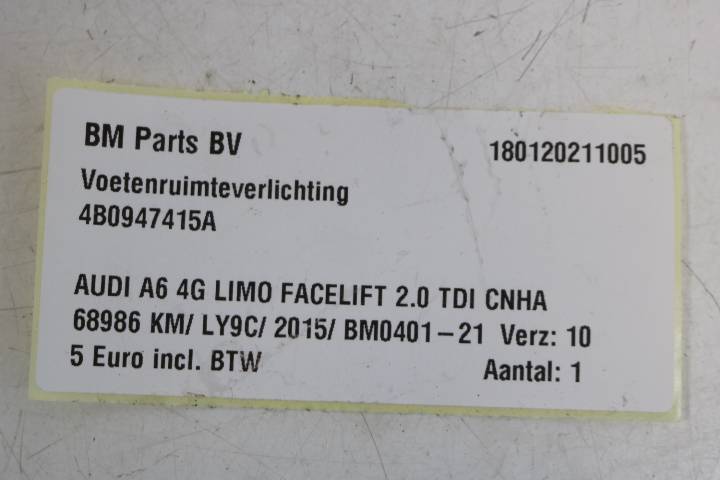 BM Parts BV 180120211005
Voetenruimteverlichting
4B0947415A
AUDI A6 4G LIMO FACELIFT 2.0 TDI CNHA
68986 KM/ LY9C/ 2015/ BM0401-21 Verz: 10
5 Euro incl. BTW Aantal: 1